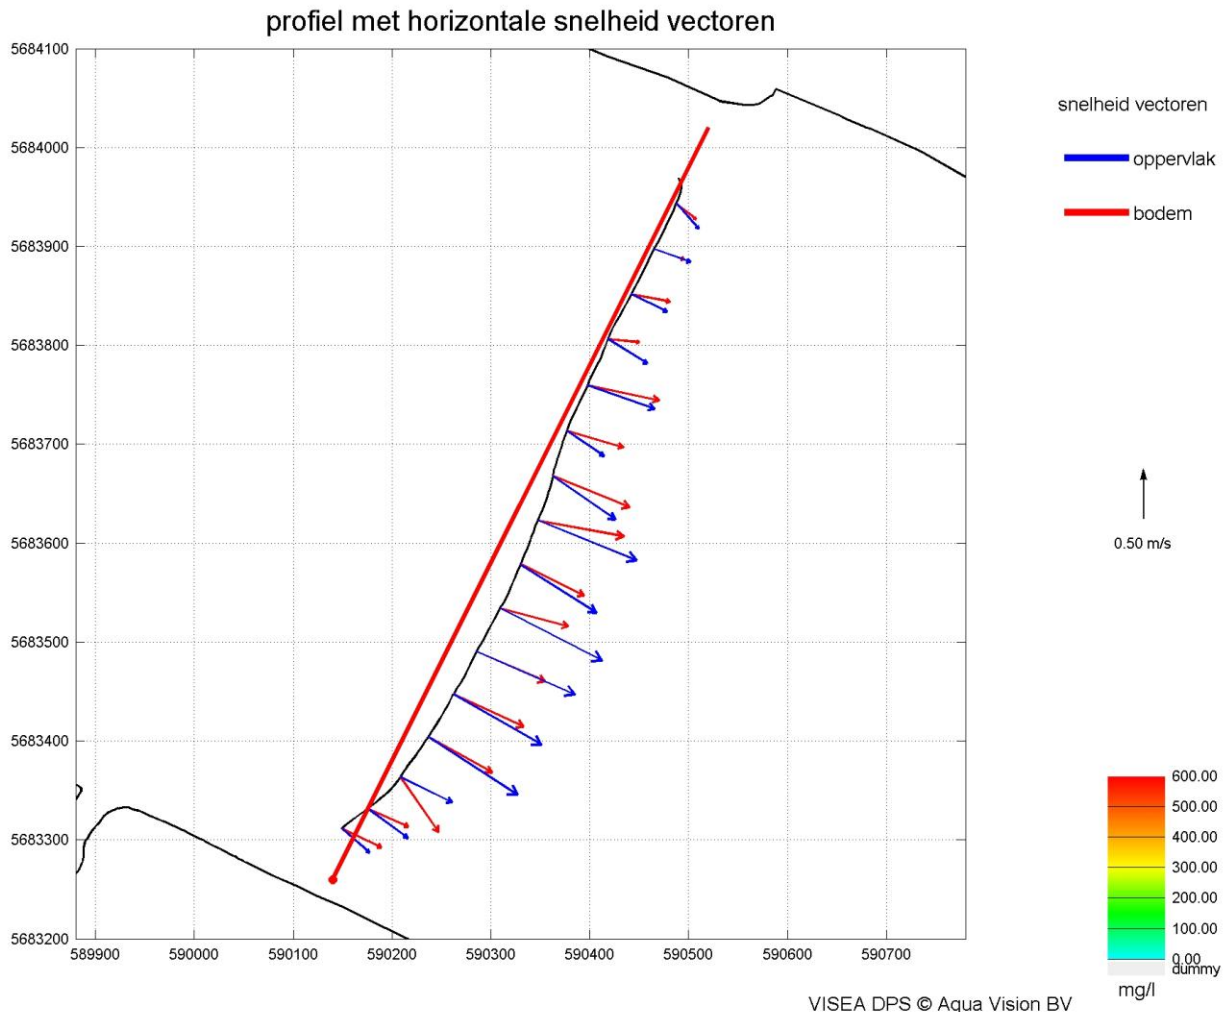 profiel met horizontale snelheid vectoren
5684100
5684000
5683900
5683800
5683700
5683600
5683500
5683400
5683300
5683200
589900 590000 590100 590200 590300 590400 590500 590600 590700
snelheid vectoren
oppervlak
bodem
0.50 m/s
600.00
500.00
400.00
300.00
200.00
100.00
0.00
dummy
mg/l
VISEA DPS © Aqua Vision BV